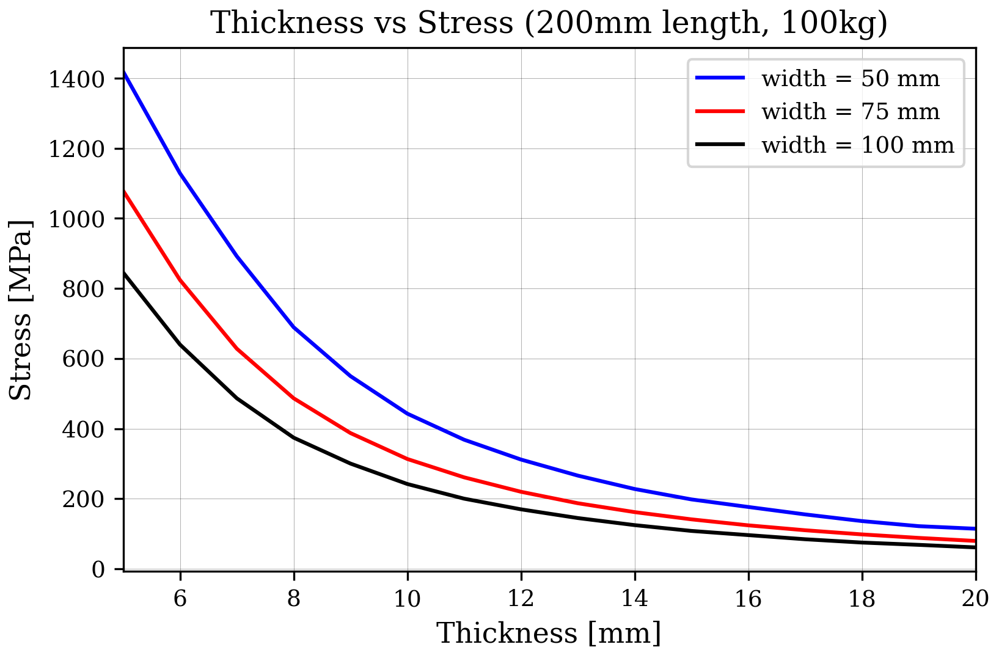 Thickness vs Stress (200mm length, 100kg)
width = 50 mm
width = 75 mm
width = 100 mm
Stress [MPa]
1400
1200
1000
800
600
400
200
0
6 8 10 12 14 16 18 20
Thickness [mm]